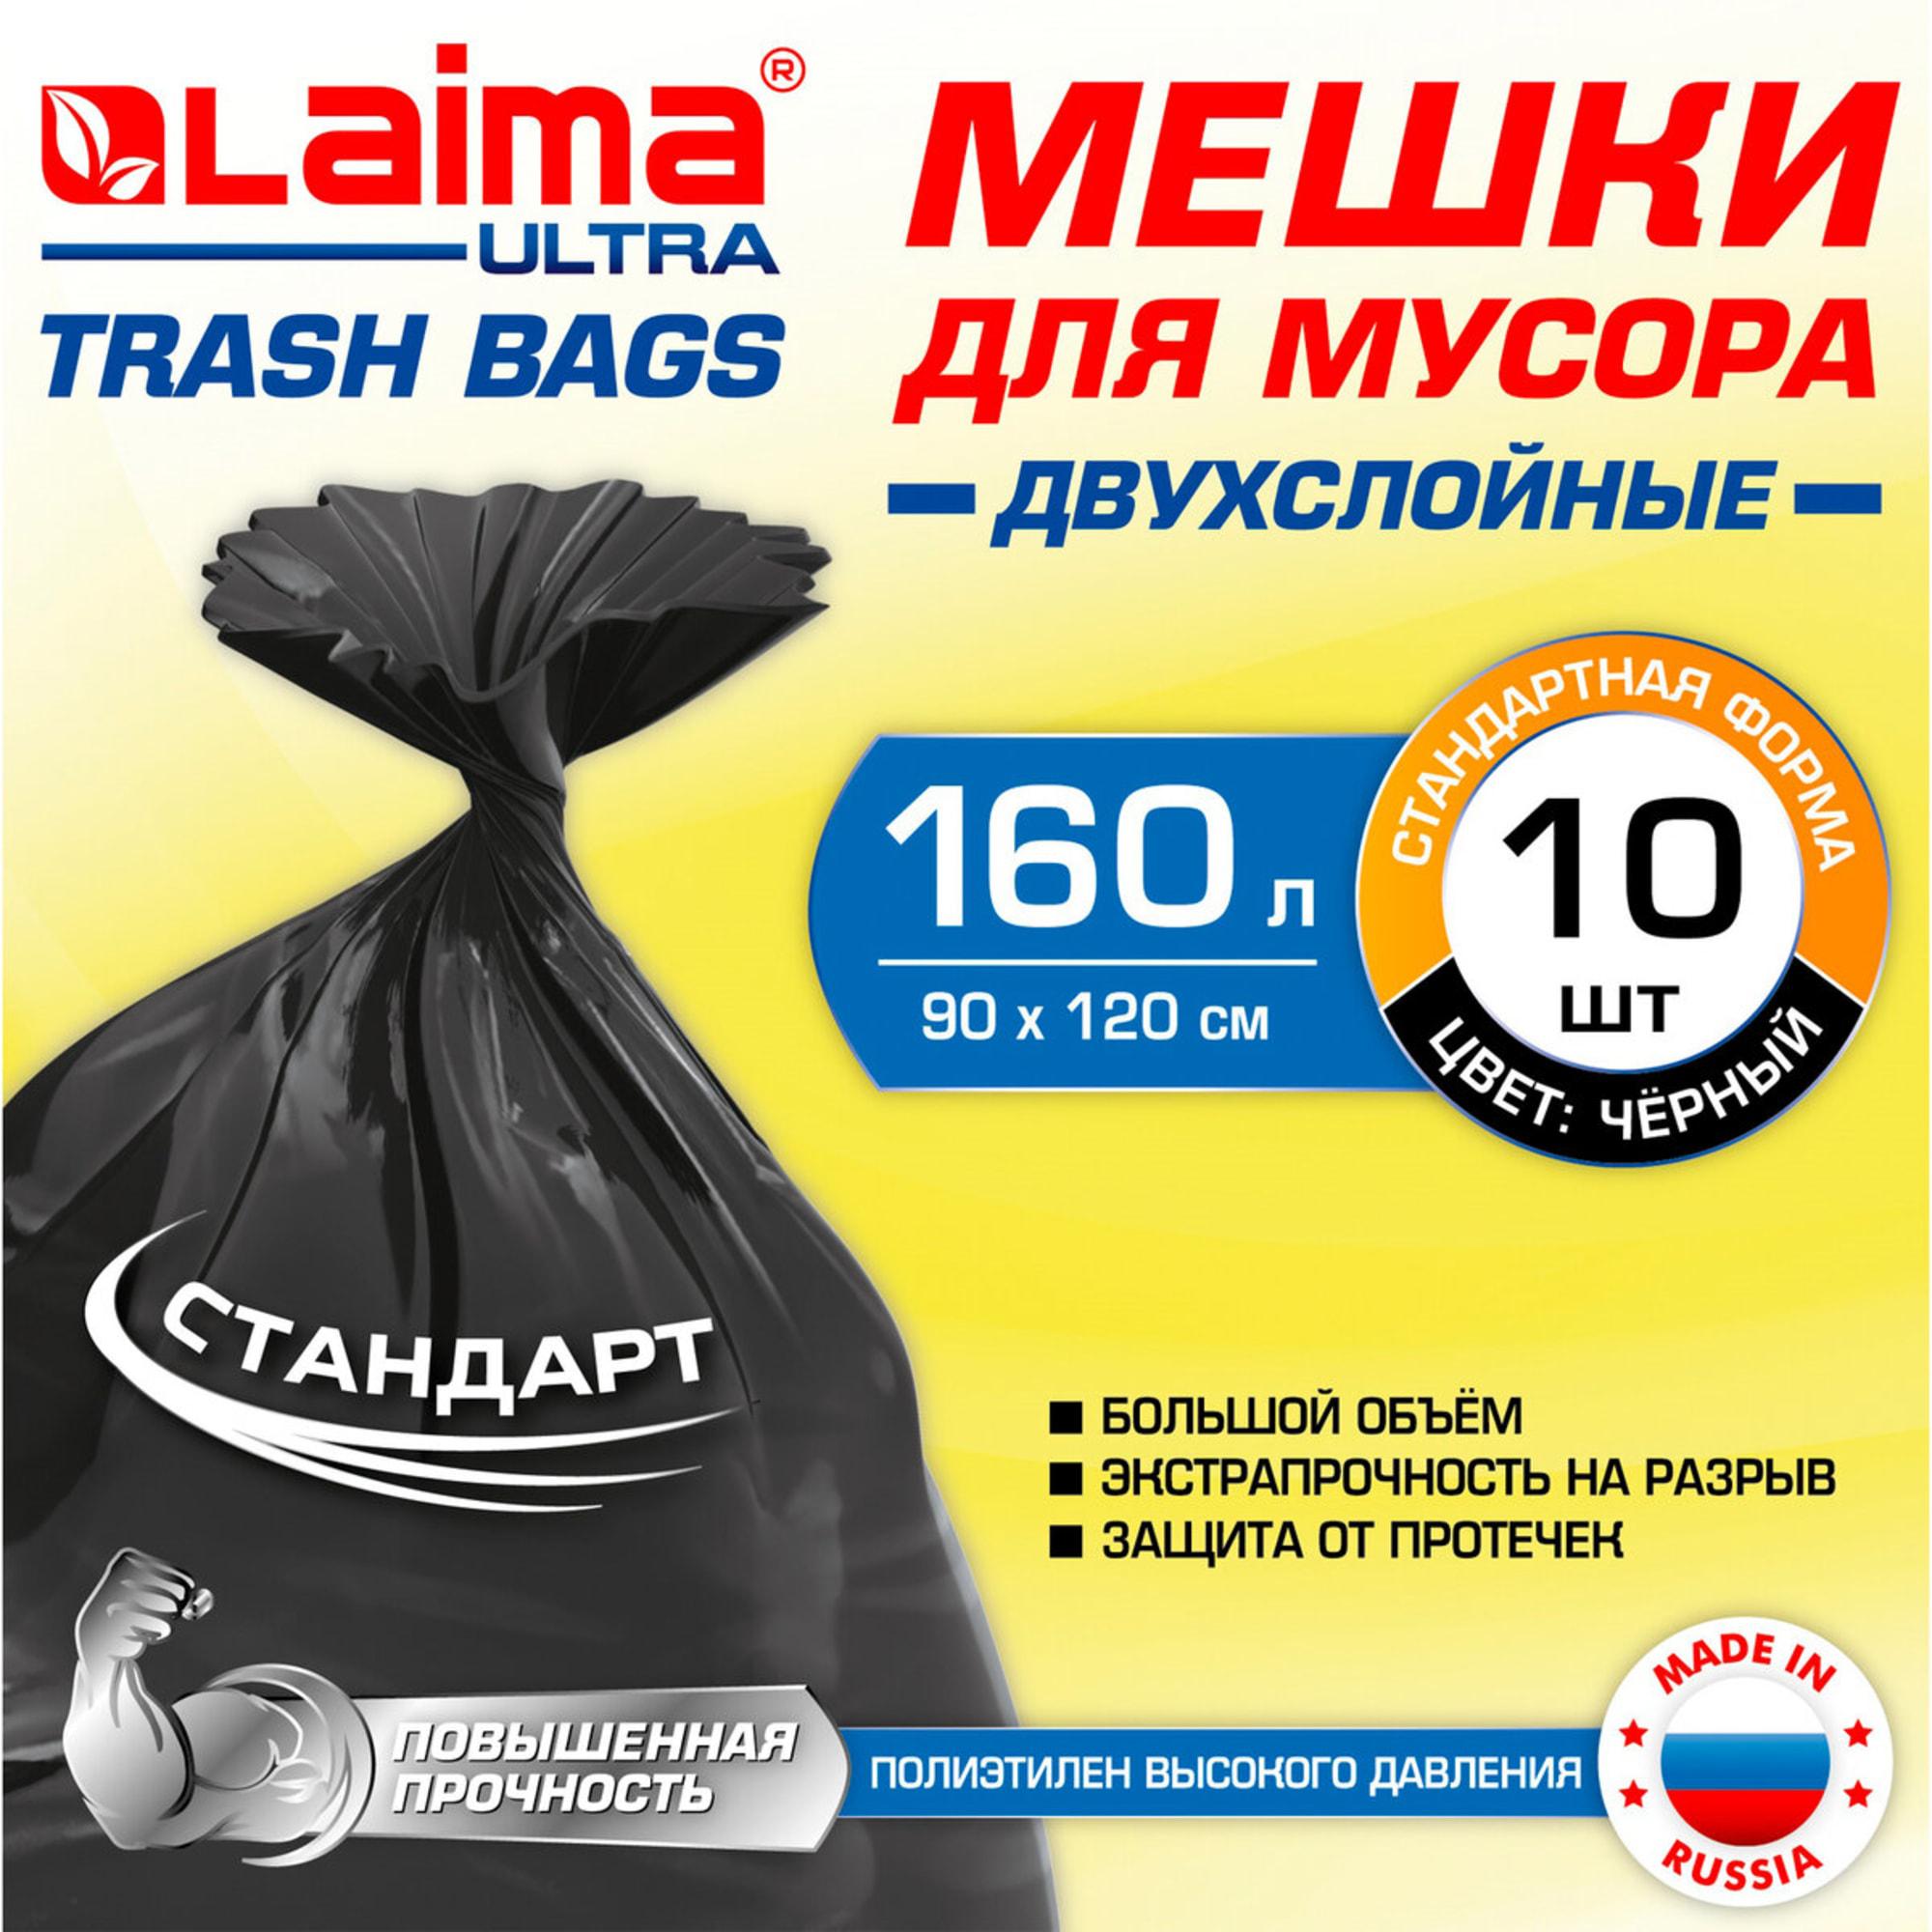 Laima®
ULTRA
TRASH BAGS
МЕШКИ
ДЛЯ МУСОРА
ДВУХСЛОЙНЫЕ
160 л
90 х 120 см
СТАНДАРТНАЯ ФОРМА
10
ШТ
ЦВЕТ: ЧЁРНЫЙ
СТАНДАРТ
БОЛЬШОЙ ОБЪЁМ
ЭКСТРАПРОЧНОСТЬ НА РАЗРЫВ
ЗАЩИТА ОТ ПРОТЕЧЕК
ПОВЫШЕННАЯ
ПРОЧНОСТЬ
ПОЛИЭТИЛЕН ВЫСОКОГО ДАВЛЕНИЯ
MADE IN
RUSSIA